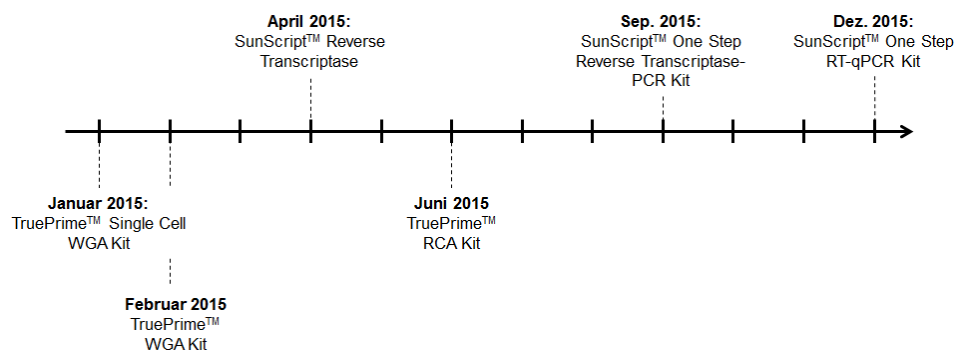 April 2015:
SunScript™ Reverse
Transcriptase
Sep. 2015:
SunScript™ One Step
Reverse Transcriptase-
PCR Kit
Dez. 2015:
SunScript™ One Step
RT-qPCR Kit
Januar 2015:
TruePrime™ Single Cell
WGA Kit
Juni 2015
TruePrime™
RCA Kit
Februar 2015
TruePrime™
WGA Kit